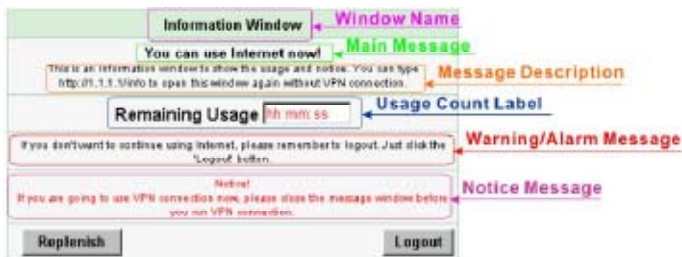 Information Window
Window Name
You can use Internet now!
Main Message
This is an information window to show the usage and notice. You can type
http://1.1.1.1/info to open this window again without VPN connection.
Message Description
Remaining Usage hh:mm:ss
Usage Count Label
If you don't want to continue using Internet, please remember to logout. Just click the
"Logout" button.
Warning/Alarm Message
Notice!
If you are going to use VPN connection now, please close the message window before
you run VPN connection.
Notice Message
Replenish
Logout